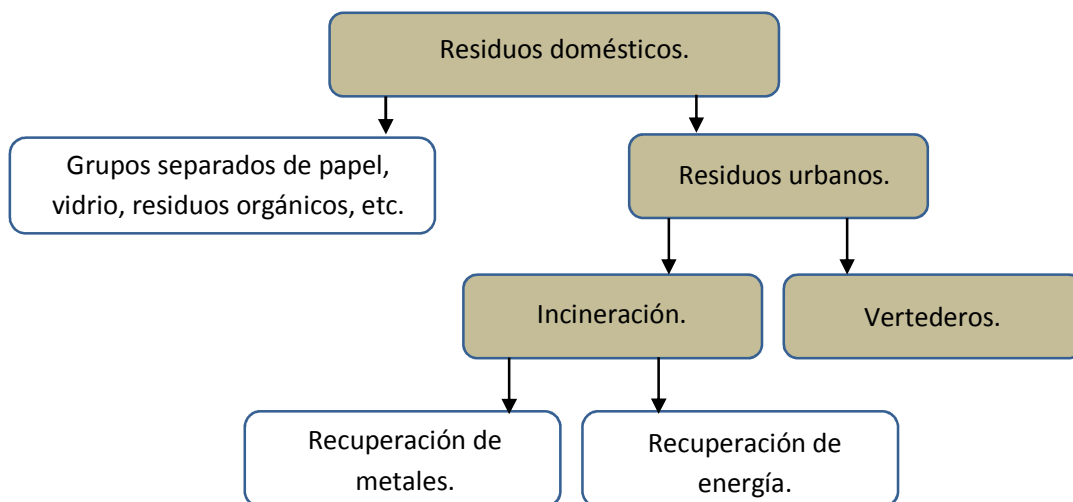 Residuos domésticos.
Grupos separados de papel,
vidrio, residuos orgánicos, etc.
Residuos urbanos.
Incineración.
Vertederos.
Recuperación de
metales.
Recuperación de
energía.